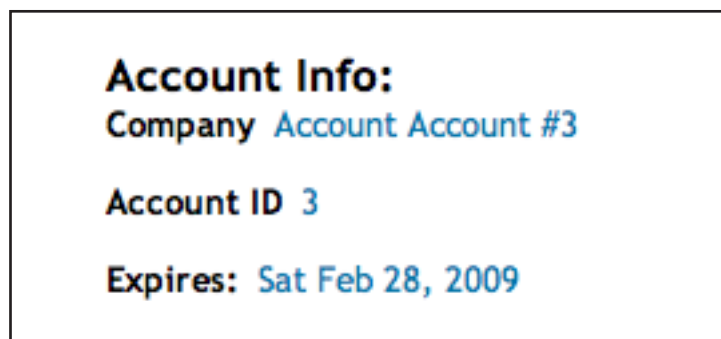 Account Info:
Company Account Account #3
Account ID 3
Expires: Sat Feb 28, 2009